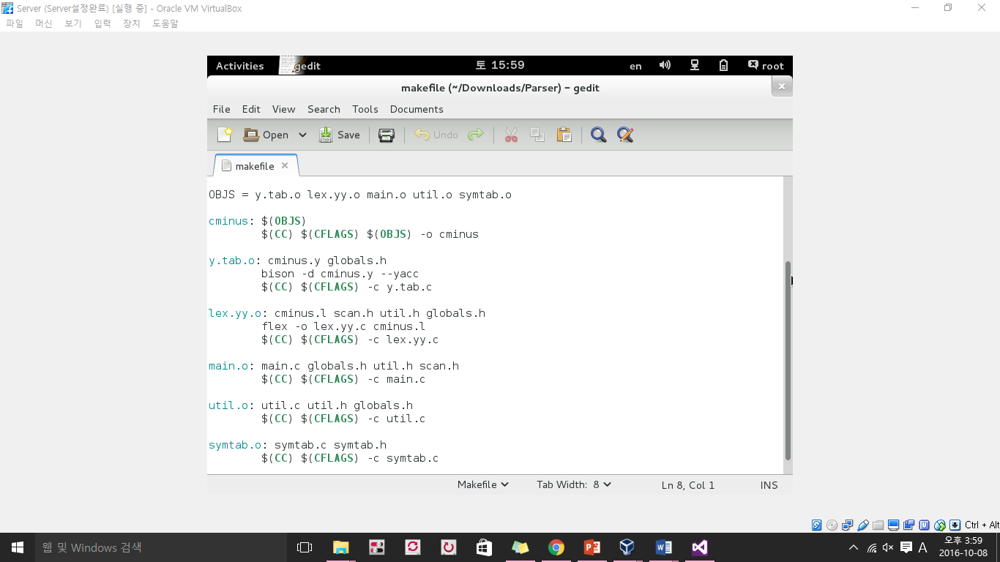 Server (Server설정완료) [실행 중] - Oracle VM VirtualBox
파일 머신 보기 입력 장치 도움말
Activities gedit 토 15:59 en root
makefile (~/Downloads/Parser) - gedit
File Edit View Search Tools Documents
Open Save Undo
makefile
OBJS = y.tab.o lex.yy.o main.o util.o symtab.o
cminus: $(OBJS)
$(CC) $(CFLAGS) $(OBJS) -o cminus
y.tab.o: cminus.y globals.h
bison -d cminus.y --yacc
$(CC) $(CFLAGS) -c y.tab.c
lex.yy.o: cminus.l scan.h util.h globals.h
flex -o lex.yy.c cminus.l
$(CC) $(CFLAGS) -c lex.yy.c
main.o: main.c globals.h util.h scan.h
$(CC) $(CFLAGS) -c main.c
util.o: util.c util.h globals.h
$(CC) $(CFLAGS) -c util.c
symtab.o: symtab.c symtab.h
$(CC) $(CFLAGS) -c symtab.c
Makefile Tab Width: 8 Ln 8, Col 1 INS
Ctrl + Alt
웹 및 Windows 검색
A 오후 3:59
2016-10-08